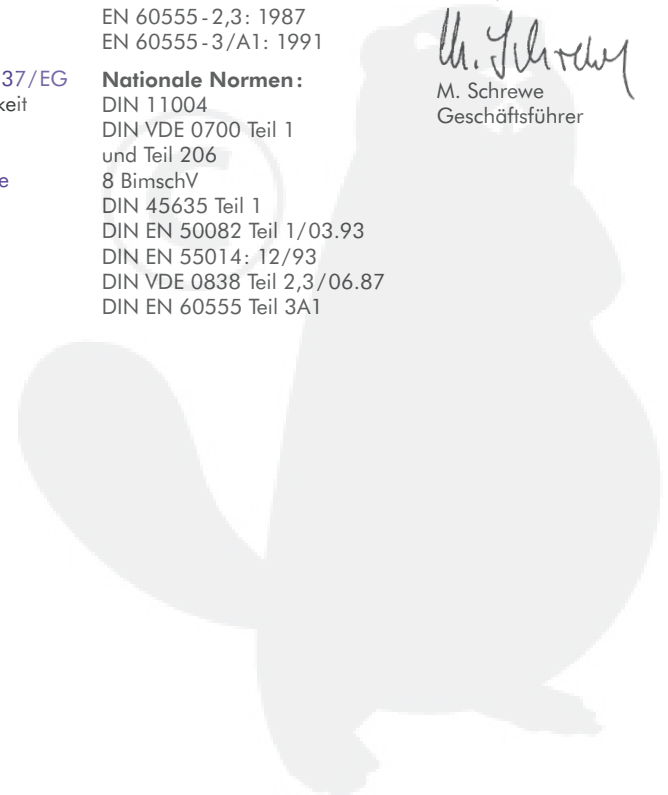 EN 60555-2,3: 1987
EN 60555-3/A1: 1991
37/EG
keit
e
Nationale Normen:
DIN 11004
DIN VDE 0700 Teil 1
und Teil 206
8 BimschV
DIN 45635 Teil 1
DIN EN 50082 Teil 1/03.93
DIN EN 55014: 12/93
DIN VDE 0838 Teil 2,3/06.87
DIN EN 60555 Teil 3A1
M. Schrewe
M. Schrewe
Geschäftsführer
©